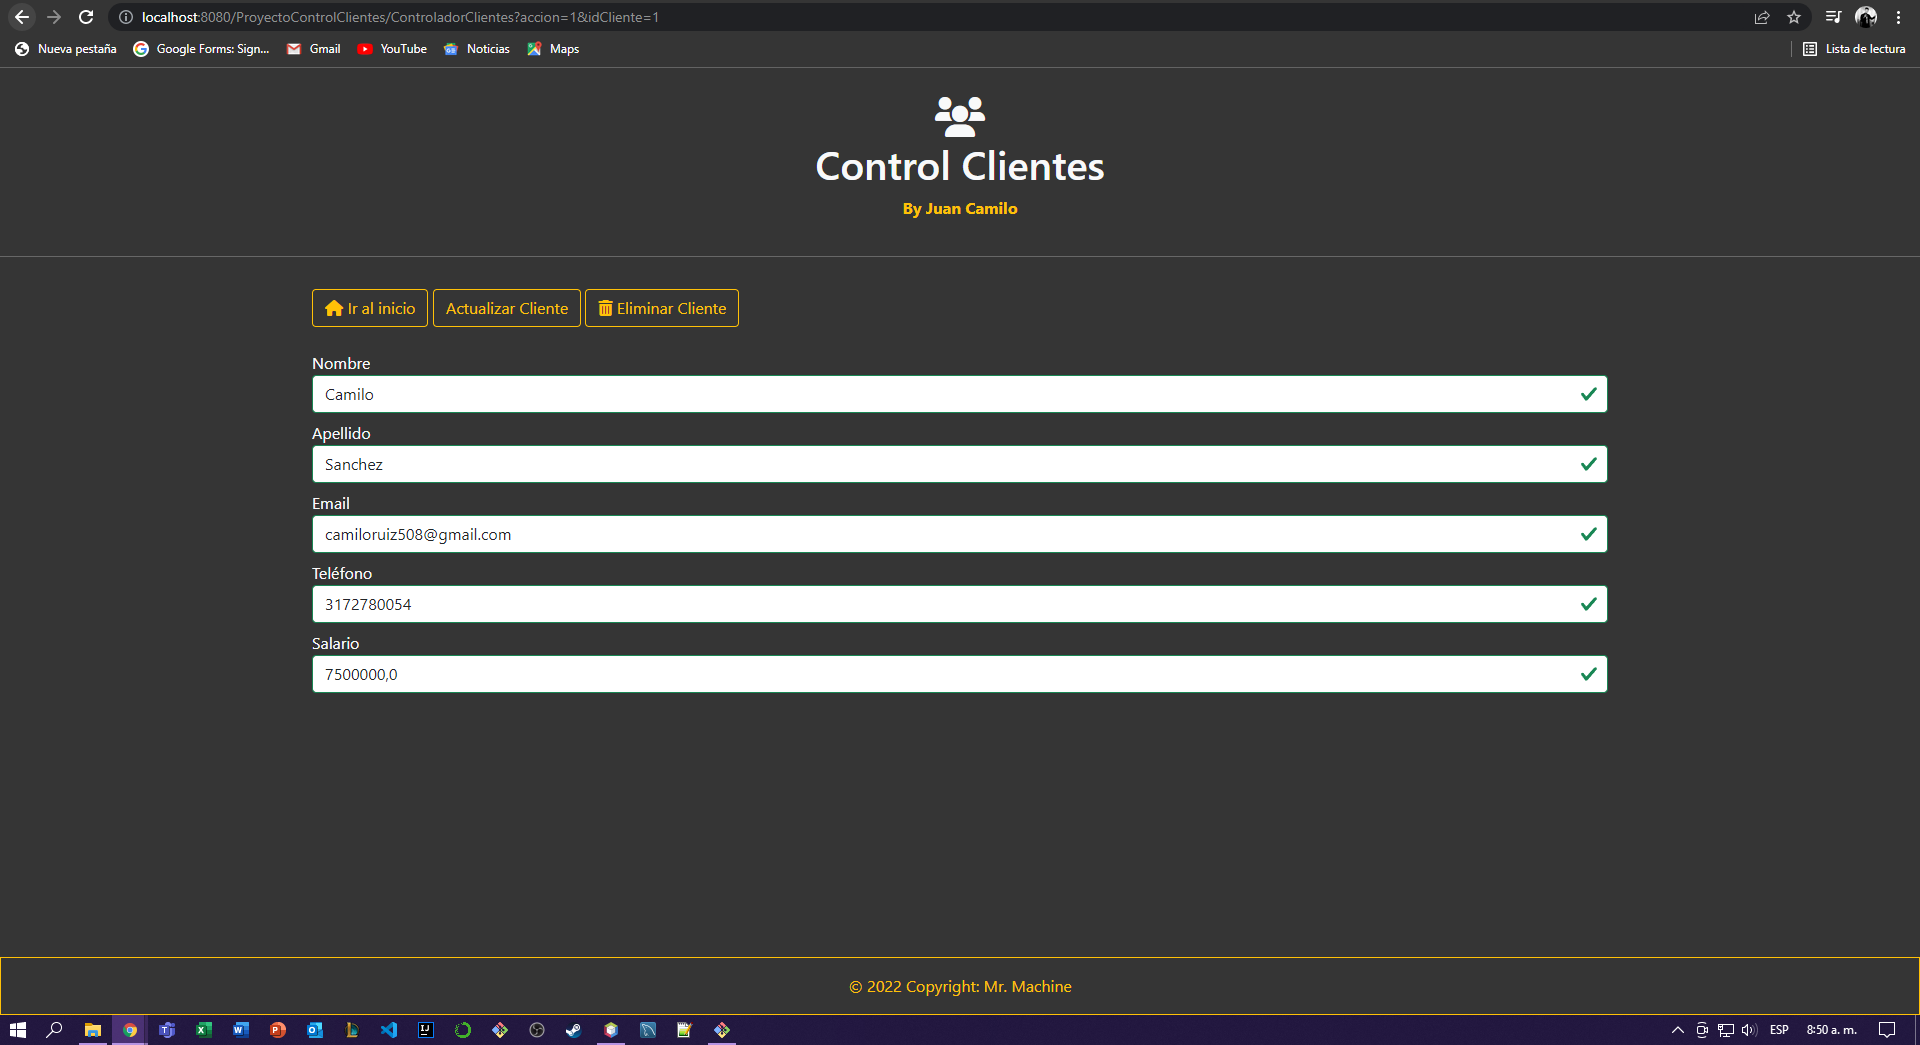 localhost:8080/ProyectoControlClientes/ControladorClientes?accion=1&idCliente=1
Nueva pestaña Google Forms: Sign... Gmail YouTube Noticias Maps Lista de lectura
Control Clientes
By Juan Camilo
Ir al inicio Actualizar Cliente Eliminar Cliente
Nombre
Camilo
Apellido
Sanchez
Email
camiloruiz508@gmail.com
Teléfono
3172780054
Salario
7500000,0
© 2022 Copyright: Mr. Machine
ESP 8:50 a. m.